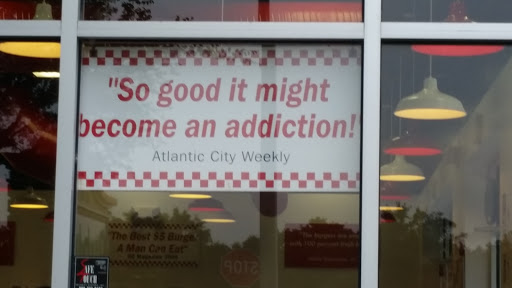 "So good it might
become an addiction!
Atlantic City Weekly
"The Best $5 Burger
A Man Can Eat"
STOP